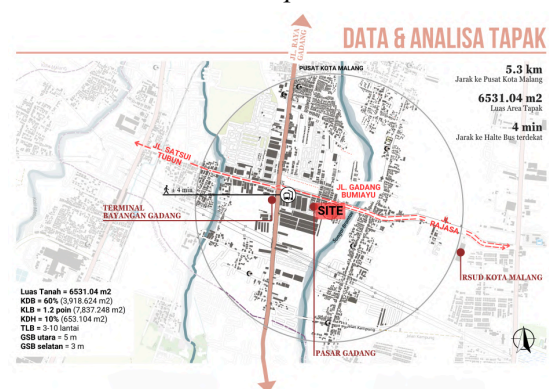 DATA & ANALISA TAPAK
JL. RAYA
GADANG
PUSAT KOTA MALANG
5.3 km
Jarak ke Pusat Kota Malang
6531.04 m2
Luas Area Tapak
4 min
Jarak ke Halte Bus terdekat
JL. SATSUI
TUBUN
± 4 min
JL. GADANG
BUMIAYU
TERMINAL
BAYANGAN GADANG
SITE
RAJASA
RSUD KOTA MALANG
PASAR GADANG
Luas Tanah = 6531.04 m2
KDB = 60% (3,918.624 m2)
KLB = 1.2 poin (7,837.248 m2)
KDH = 10% (653.104 m2)
TLB = 3-10 lantai
GSB utara = 5 m
GSB selatan = 3 m